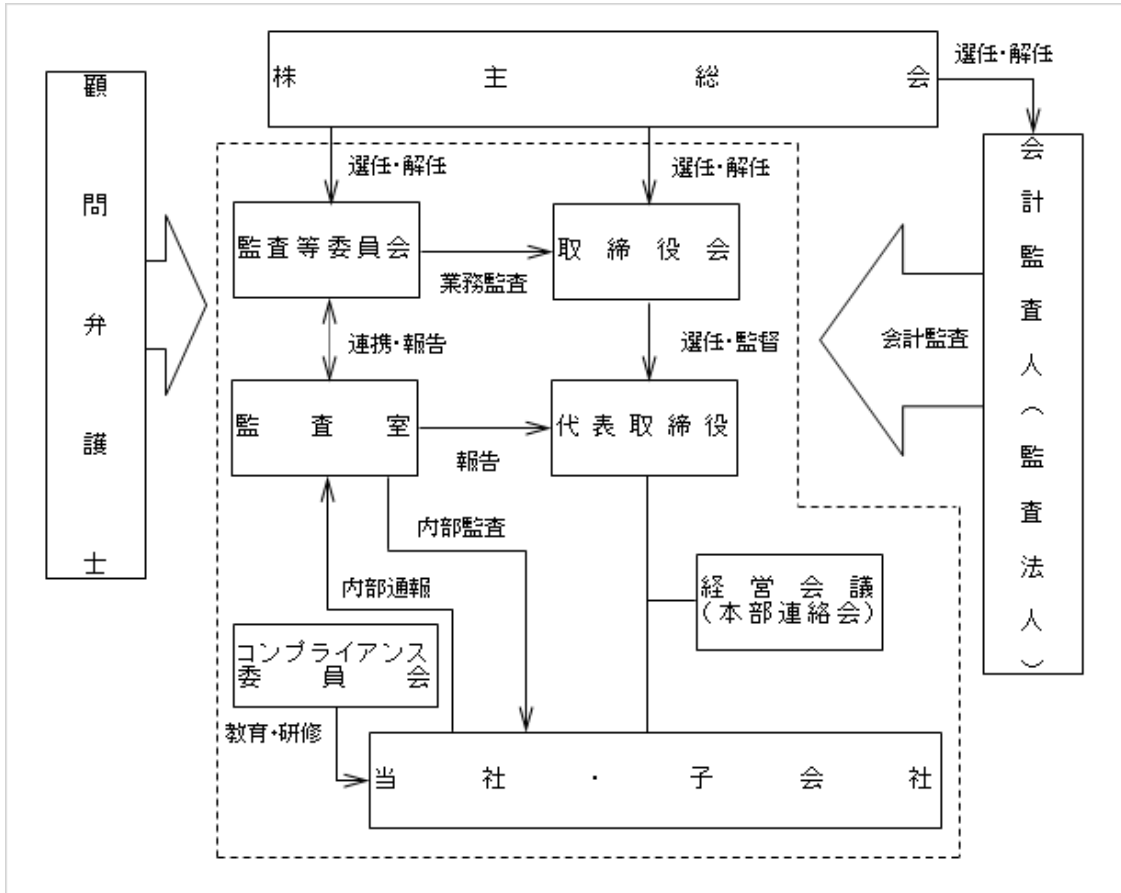 株主総会
選任・解任
顧問弁護士
会計監査人（監査法人）
選任・解任
選任・解任
監査等委員会
取締役会
業務監査
連携・報告
選任・監督
会計監査
監査室
代表取締役
報告
内部監査
内部通報
経営会議
(本部連絡会)
コンプライアンス
委員会
教育・研修
当社・子会社